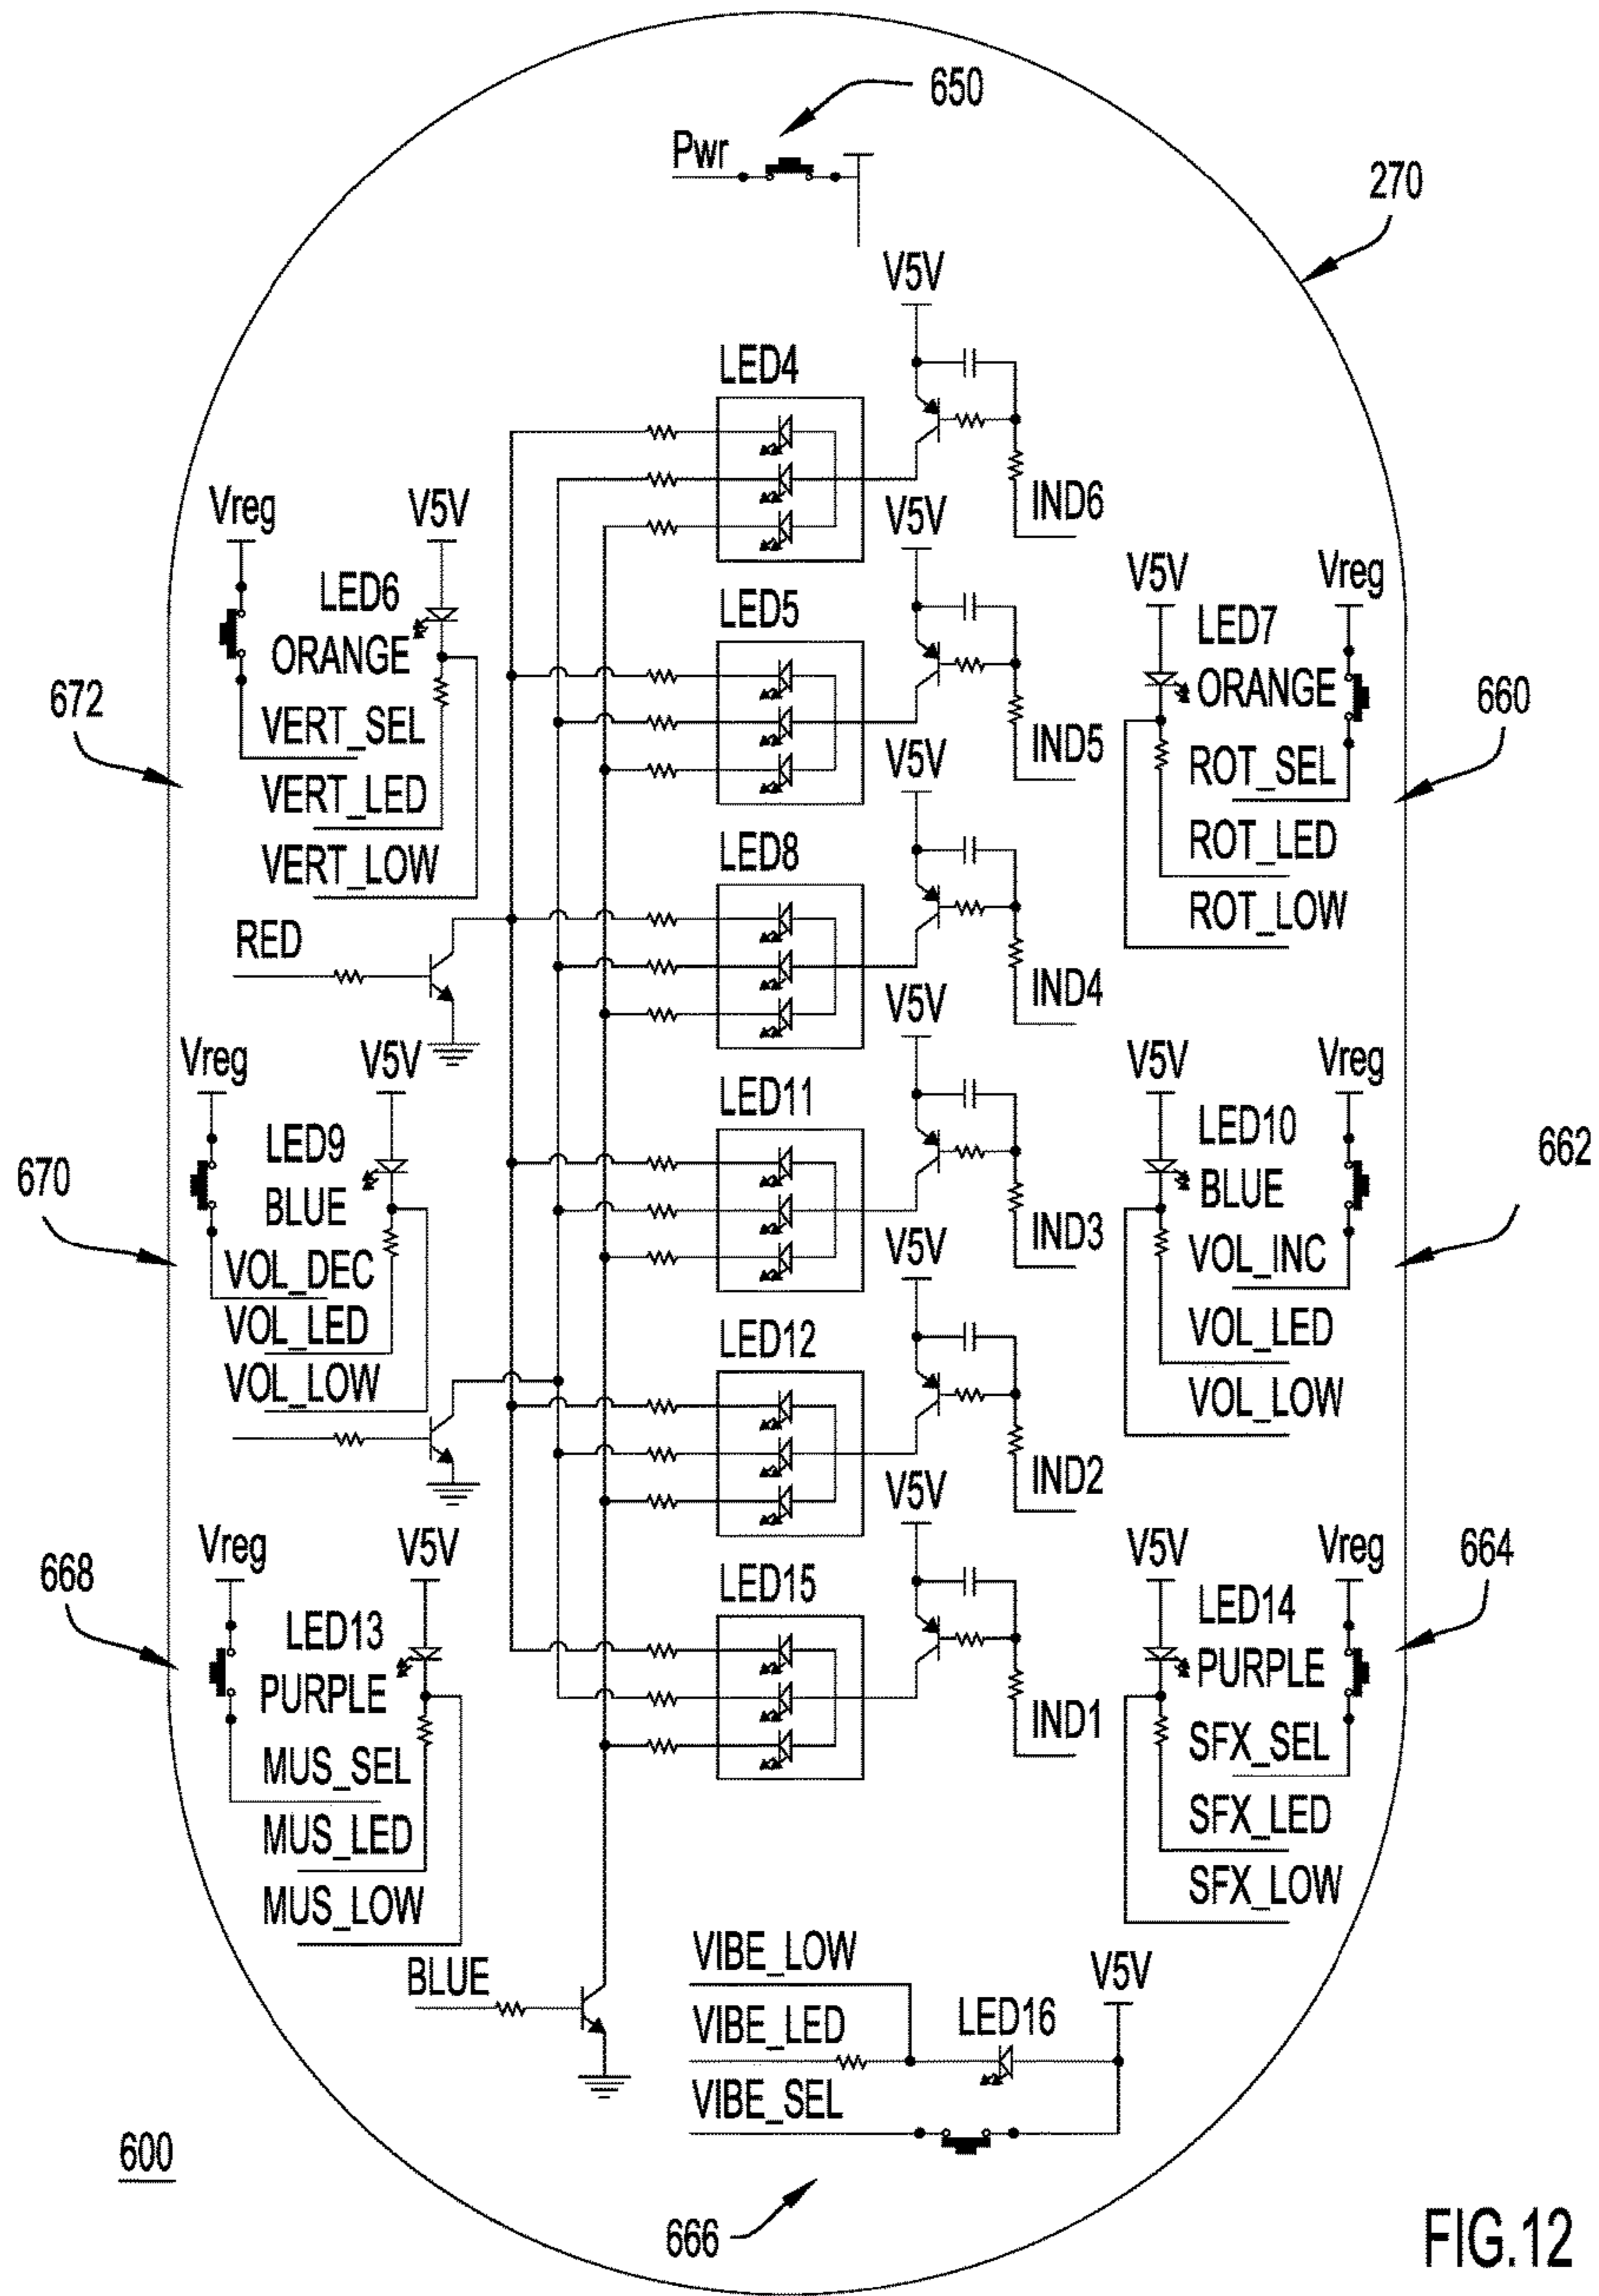 650
Pwr
270
V5V
LED4
IND6
Vreg
V5V
LED6
ORANGE
VERT_SEL
VERT_LED
VERT_LOW
672
V5V
LED5
IND5
V5V
LED7
ORANGE
Vreg
ROT_SEL
ROT_LED
ROT_LOW
660
V5V
LED8
IND4
RED
Vreg
V5V
LED9
BLUE
VOL_DEC
VOL_LED
VOL_LOW
670
V5V
LED11
IND3
V5V
LED10
BLUE
Vreg
VOL_INC
VOL_LED
VOL_LOW
662
V5V
LED12
IND2
Vreg
V5V
LED13
PURPLE
MUS_SEL
MUS_LED
MUS_LOW
668
V5V
LED15
IND1
V5V
LED14
PURPLE
Vreg
SFX_SEL
SFX_LED
SFX_LOW
664
BLUE
VIBE_LOW
VIBE_LED
VIBE_SEL
LED16
V5V
600
666
FIG.12